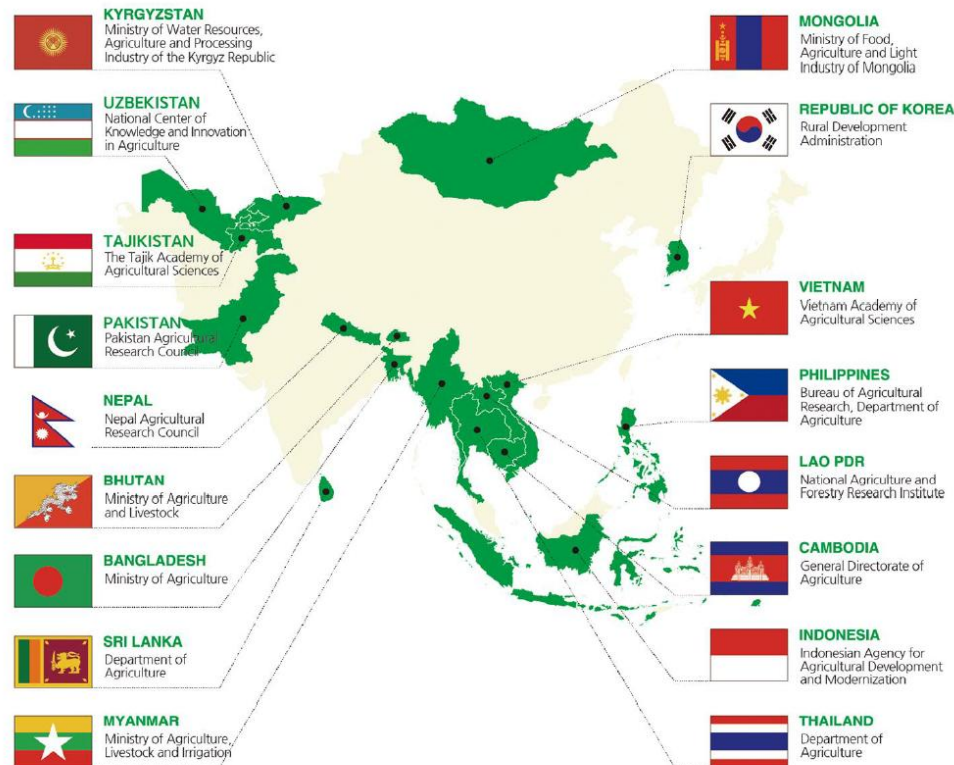 KYRGYZSTAN
Ministry of Water Resources,
Agriculture and Processing
Industry of the Kyrgyz Republic
UZBEKISTAN
National Center of
Knowledge and Innovation
in Agriculture
TAJIKISTAN
The Tajik Academy of
Agricultural Sciences
PAKISTAN
Pakistan Agricultural
Research Council
NEPAL
Nepal Agricultural
Research Council
BHUTAN
Ministry of Agriculture
and Livestock
BANGLADESH
Ministry of Agriculture
SRI LANKA
Department of
Agriculture
MYANMAR
Ministry of Agriculture,
Livestock and Irrigation
MONGOLIA
Ministry of Food,
Agriculture and Light
Industry of Mongolia
REPUBLIC OF KOREA
Rural Development
Administration
VIETNAM
Vietnam Academy of
Agricultural Sciences
PHILIPPINES
Bureau of Agricultural
Research, Department of
Agriculture
LAO PDR
National Agriculture and
Forestry Research Institute
CAMBODIA
General Directorate of
Agriculture
INDONESIA
Indonesian Agency for
Agricultural Development
and Modernization
THAILAND
Department of
Agriculture